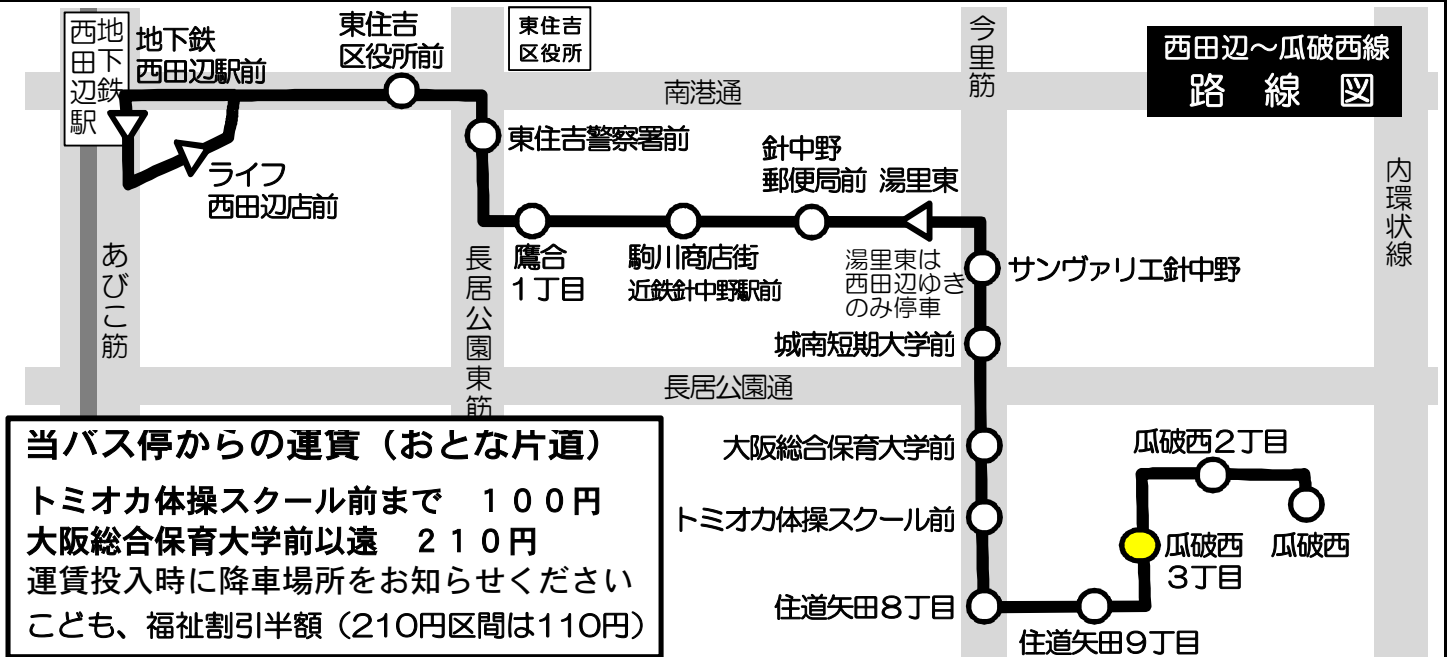 地下鉄
西田辺駅
地下鉄
西田辺駅前
東住吉
区役所前
東住吉
区役所
今里筋
西田辺～瓜破西線
路線図
南港通
東住吉警察署前
針中野
郵便局前
湯里東
ライフ
西田辺店前
内環状線
あびこ筋
長居公園東筋
鷹合
１丁目
駒川商店街
近鉄針中野駅前
湯里東は
西田辺ゆき
のみ停車
サンヴァリエ針中野
城南短期大学前
長居公園通
当バス停からの運賃（おとな片道）
トミオカ体操スクール前まで　１００円
大阪総合保育大学前以遠　２１０円
運賃投入時に降車場所をお知らせください
こども、福祉割引半額（210円区間は110円）
大阪総合保育大学前
瓜破西２丁目
トミオカ体操スクール前
瓜破西
３丁目
瓜破西
住道矢田８丁目
住道矢田９丁目